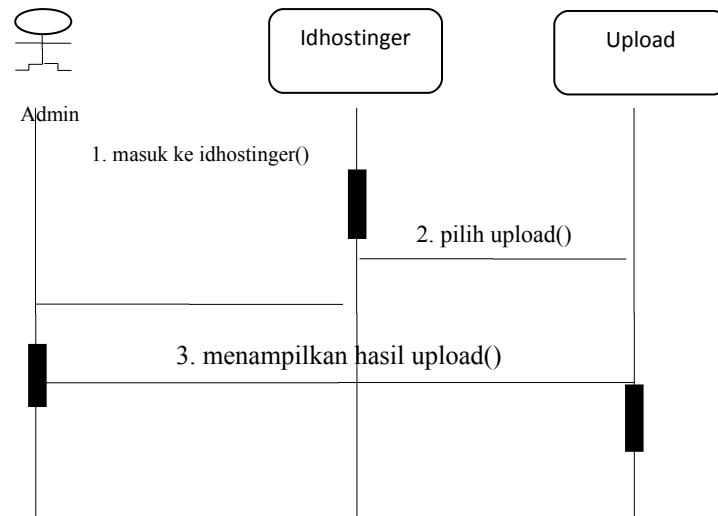 Idhostinger
Upload
Admin
1. masuk ke idhostinger()
2. pilih upload()
3. menampilkan hasil upload()